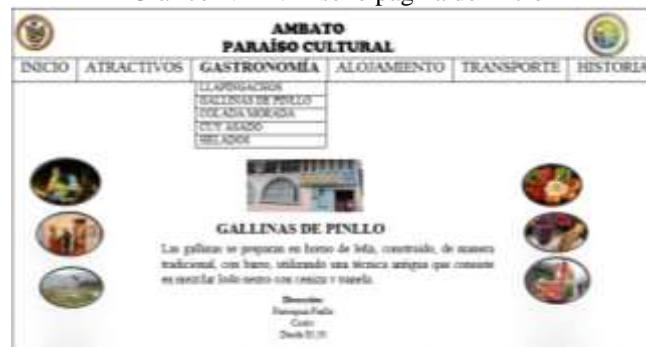 AMBATO
PARAÍSO CULTURAL
INICIO ATRACTIVOS GASTRONOMÍA ALOJAMIENTO TRANSPORTE HISTORIA
LLAPINGACHOS
GALLINAS DE PINLLO
COLADA MORADA
CUY ASADO
HELADOS
GALLINAS DE PINLLO
Las gallinas se preparan en horno de leña, construido, de manera
tradicional, con barro, utilizando una técnica antigua que consiste
en mezclar lodo negro con ceniza y panela.
Dirección:
Parroquia Pinllo
Costo